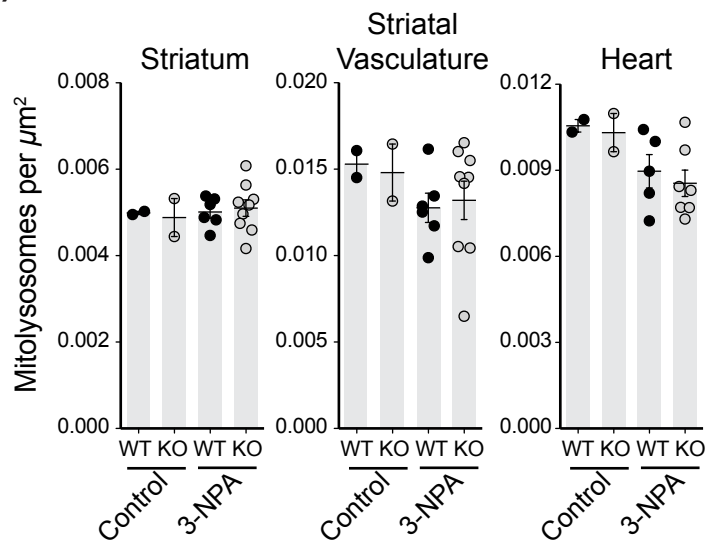 Striatum
Striatal
Vasculature
Heart
Mitolysosomes per µm²
0.008
0.006
0.004
0.002
0.000
0.020
0.015
0.010
0.005
0.000
0.012
0.009
0.006
0.003
0.000
WT KO WT KO
Control 3-NPA
WT KO WT KO
Control 3-NPA
WT KO WT KO
Control 3-NPA